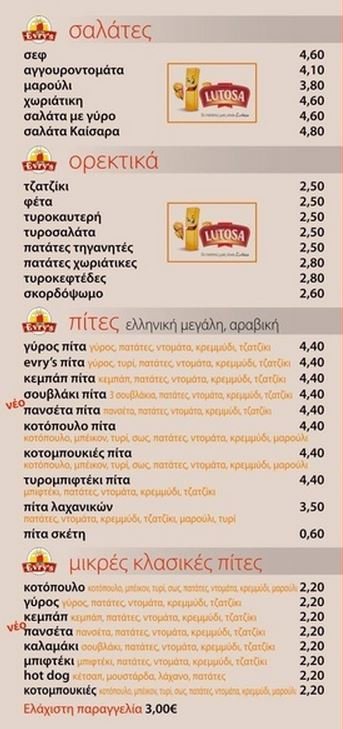 Evry's σαλάτες
σεφ 4,60
αγγουροντομάτα 4,10
μαρούλι 3,80
χωριάτικη 4,60
σαλάτα με γύρο 4,60
σαλάτα Καίσαρα 4,80
LUTOSA
Evry's ορεκτικά
τζατζίκι 2,50
φέτα 2,50
τυροκαυτερή 2,50
τυροσαλάτα 2,50
πατάτες τηγανητές 2,50
πατάτες χωριάτικες 2,80
τυροκεφτέδες 2,80
σκορδόψωμο 2,60
LUTOSA
Evry's πίτες ελληνική μεγάλη, αραβική
γύρος πίτα γύρος, πατάτες, ντομάτα, κρεμμύδι, τζατζίκι 4,40
evry's πίτα γύρος, τυρί, πατάτες, ντομάτα, κρεμμύδι, τζατζίκι 4,40
κεμπάπ πίτα κεμπάπ, πατάτες, ντομάτα, κρεμμύδι, τζατζίκι 4,40
σουβλάκι πίτα 3 σουβλάκια, πατάτες, ντομάτα, κρεμμύδι, τζατζίκι 4,40
νέο πανσέτα πίτα πανσέτα, πατάτες, ντομάτα, κρεμμύδι, τζατζίκι 4,40
κοτόπουλο πίτα 4,40
κοτόπουλο, μπέικον, τυρί, σως, πατάτες, ντομάτα, κρεμμύδι, μαρούλι
κοτομπουκιές πίτα 4,40
κοτόπουλο, μπέικον, τυρί, σως, πατάτες, ντομάτα, κρεμμύδι, μαρούλι
τυρομπιφτέκι πίτα 4,40
μπιφτέκι, πατάτες, ντομάτα, κρεμμύδι, τζατζίκι
πίτα λαχανικών 3,50
πατάτες, ντομάτα, κρεμμύδι, τζατζίκι, μαρούλι, τυρί
πίτα σκέτη 0,60
Evry's μικρές κλασικές πίτες
κοτόπουλο κοτόπουλο, μπέικον, τυρί, σως, πατάτες, ντομάτα, κρεμμύδι, μαρούλι 2,20
γύρος γύρος, πατάτες, ντομάτα, κρεμμύδι, τζατζίκι 2,20
κεμπάπ κεμπάπ, πατάτες, ντομάτα, κρεμμύδι, τζατζίκι 2,20
νέο πανσέτα πανσέτα, πατάτες, ντομάτα, κρεμμύδι, τζατζίκι 2,20
καλαμάκι σουβλάκι, πατάτες, ντομάτα, κρεμμύδι, τζατζίκι 2,20
μπιφτέκι μπιφτέκι, πατάτες, ντομάτα, κρεμμύδι, τζατζίκι 2,20
hot dog κέτσαπ, μουστάρδα, λάχανο, πατάτες 2,20
κοτομπουκιές κοτόπουλο, μπέικον, τυρί, σως, πατάτες, ντομάτα, κρεμμύδι, μαρούλι 2,20
Ελάχιστη παραγγελία 3,00€